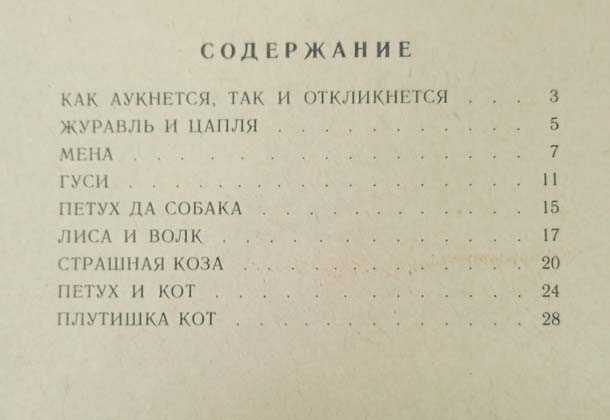 СОДЕРЖАНИЕ
КАК АУКНЕТСЯ, ТАК И ОТКЛИКНЕТСЯ . . . 3
ЖУРАВЛЬ И ЦАПЛЯ . . . . . . . . . . 5
МЕНА . . . . . . . . . . . . . . 7
ГУСИ . . . . . . . . . . . . . . 11
ПЕТУХ ДА СОБАКА . . . . . . . . . . . 15
ЛИСА И ВОЛК . . . . . . . . . . . . 17
СТРАШНАЯ КОЗА . . . . . . . . . . . 20
ПЕТУХ И КОТ . . . . . . . . . . . . 24
ПЛУТИШКА КОТ . . . . . . . . . . . 28